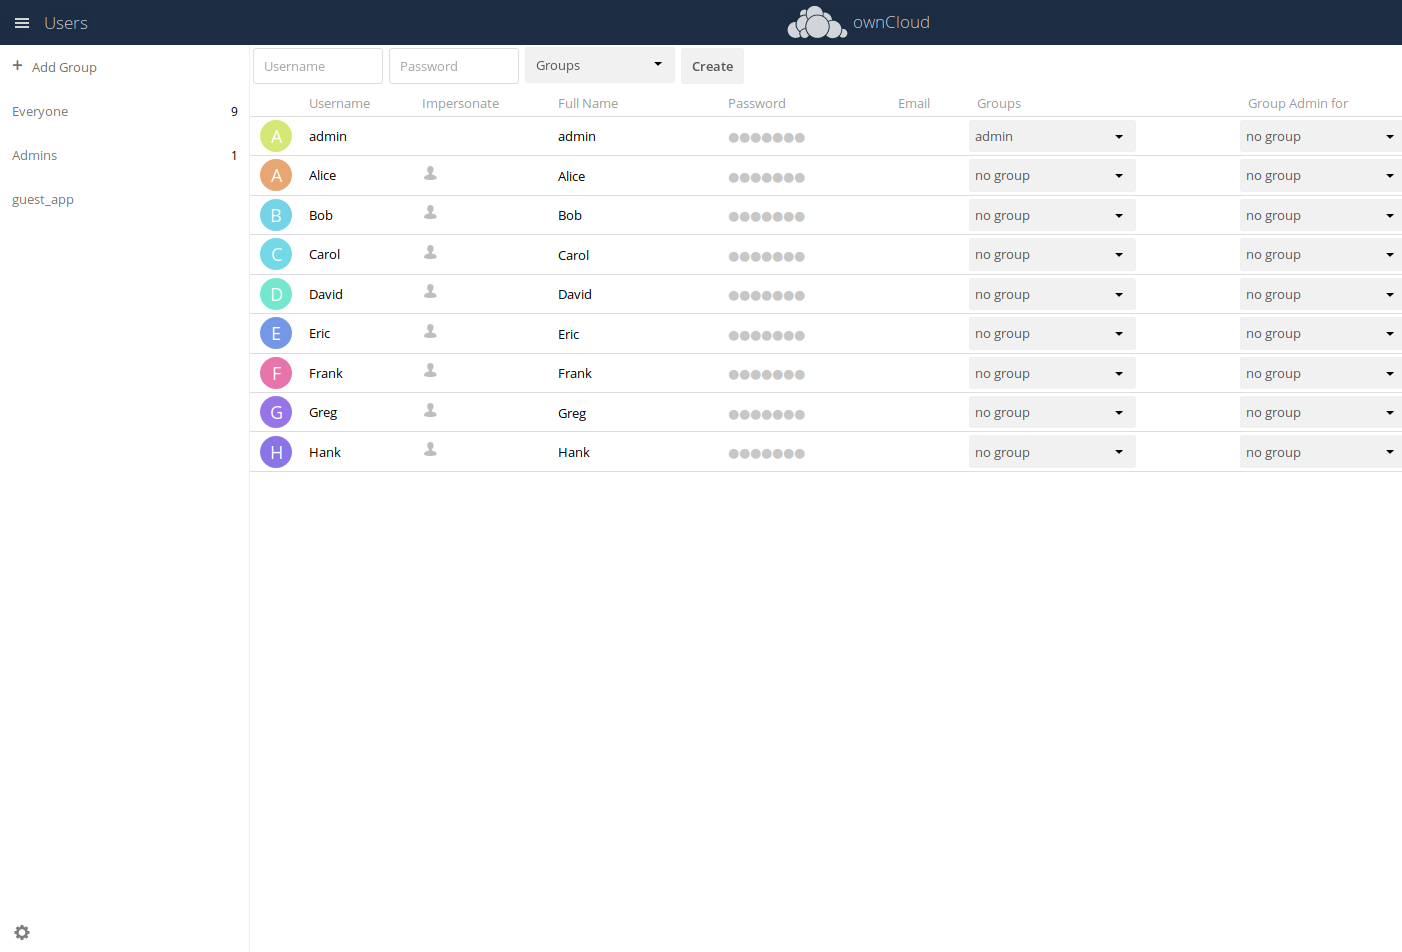 Users
ownCloud
+ Add Group
Everyone 9
Admins 1
guest_app
Username Password Groups Create
Username Impersonate Full Name Password Email Groups Group Admin for
A admin admin ●●●●●●● admin no group
A Alice Alice ●●●●●●● no group no group
B Bob Bob ●●●●●●● no group no group
C Carol Carol ●●●●●●● no group no group
D David David ●●●●●●● no group no group
E Eric Eric ●●●●●●● no group no group
F Frank Frank ●●●●●●● no group no group
G Greg Greg ●●●●●●● no group no group
H Hank Hank ●●●●●●● no group no group